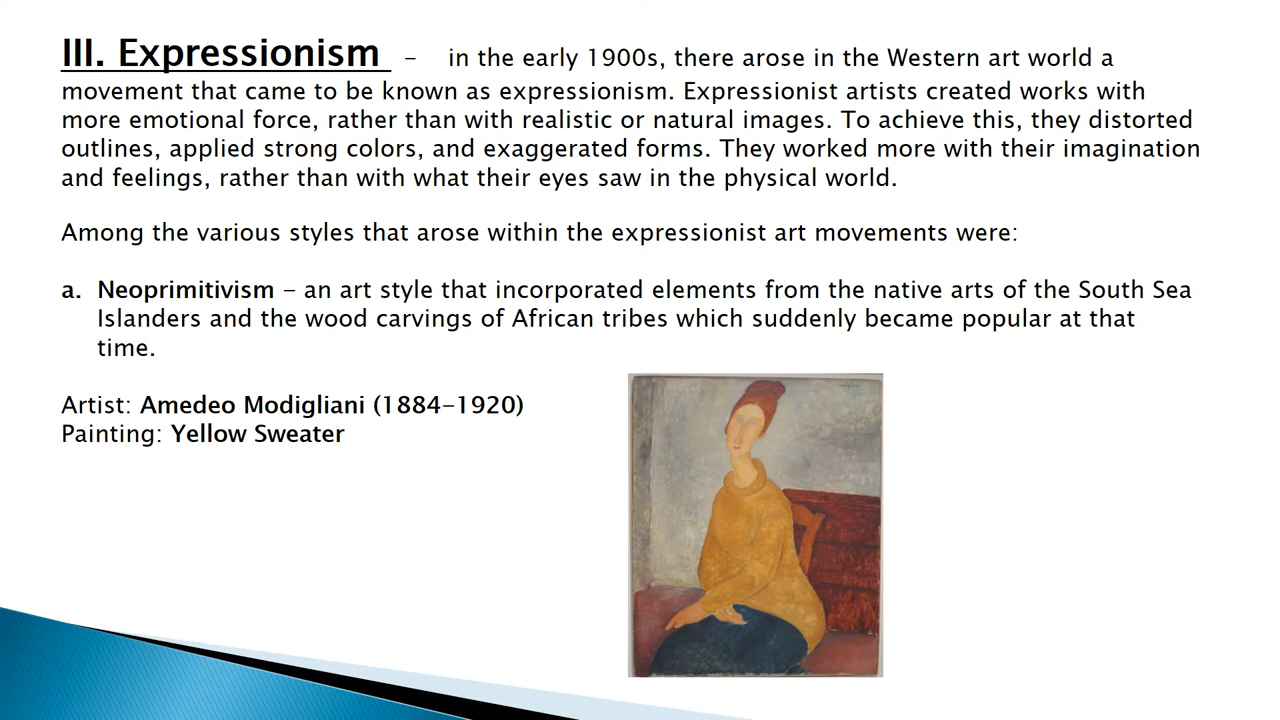 III. Expressionism – in the early 1900s, there arose in the Western art world a
movement that came to be known as expressionism. Expressionist artists created works with
more emotional force, rather than with realistic or natural images. To achieve this, they distorted
outlines, applied strong colors, and exaggerated forms. They worked more with their imagination
and feelings, rather than with what their eyes saw in the physical world.
Among the various styles that arose within the expressionist art movements were:
a. Neoprimitivism – an art style that incorporated elements from the native arts of the South Sea
Islanders and the wood carvings of African tribes which suddenly became popular at that
time.
Artist: Amedeo Modigliani (1884–1920)
Painting: Yellow Sweater